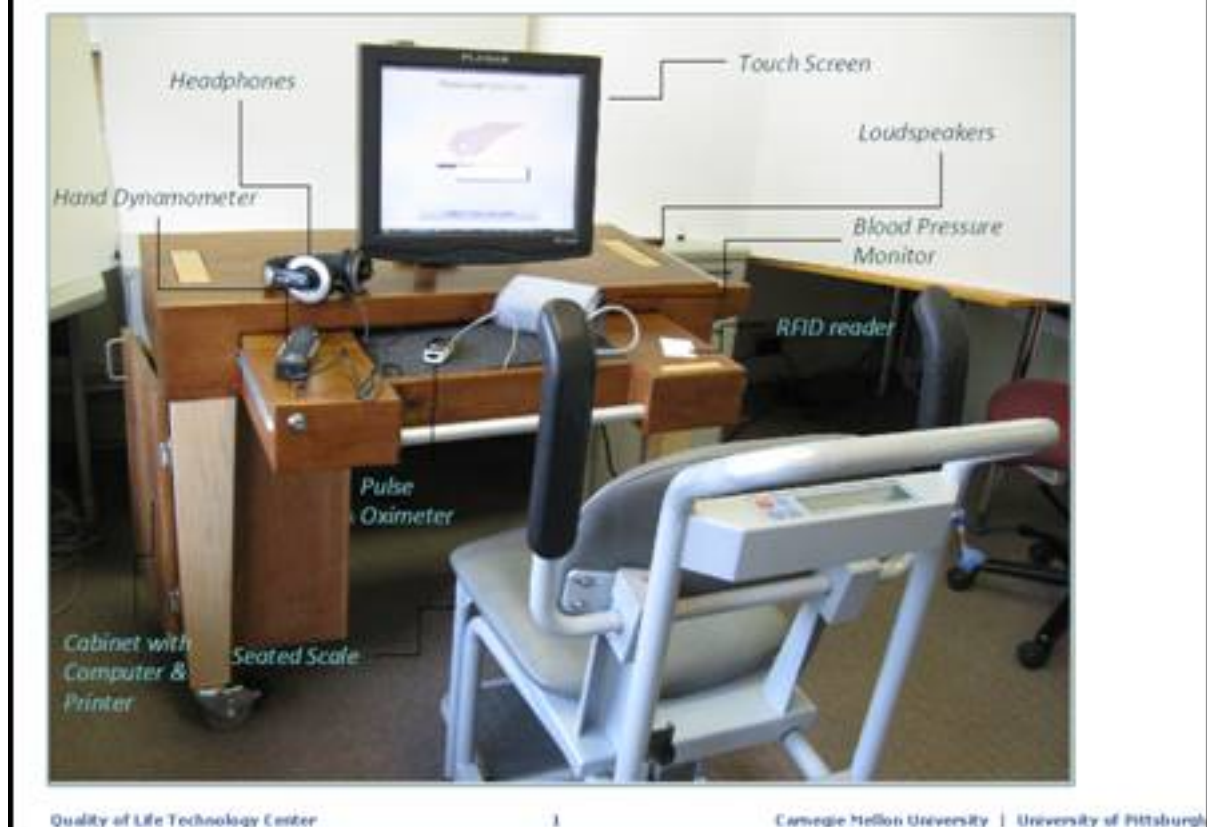 PLANAR
Headphones
Touch Screen
Loudspeakers
Hand Dynamometer
Blood Pressure
Monitor
RFID reader
Pulse
Oximeter
Cabinet with
Computer &
Printer
Seated Scale
Quality of Life Technology Center
1
Carnegie Mellon University | University of Pittsburgh